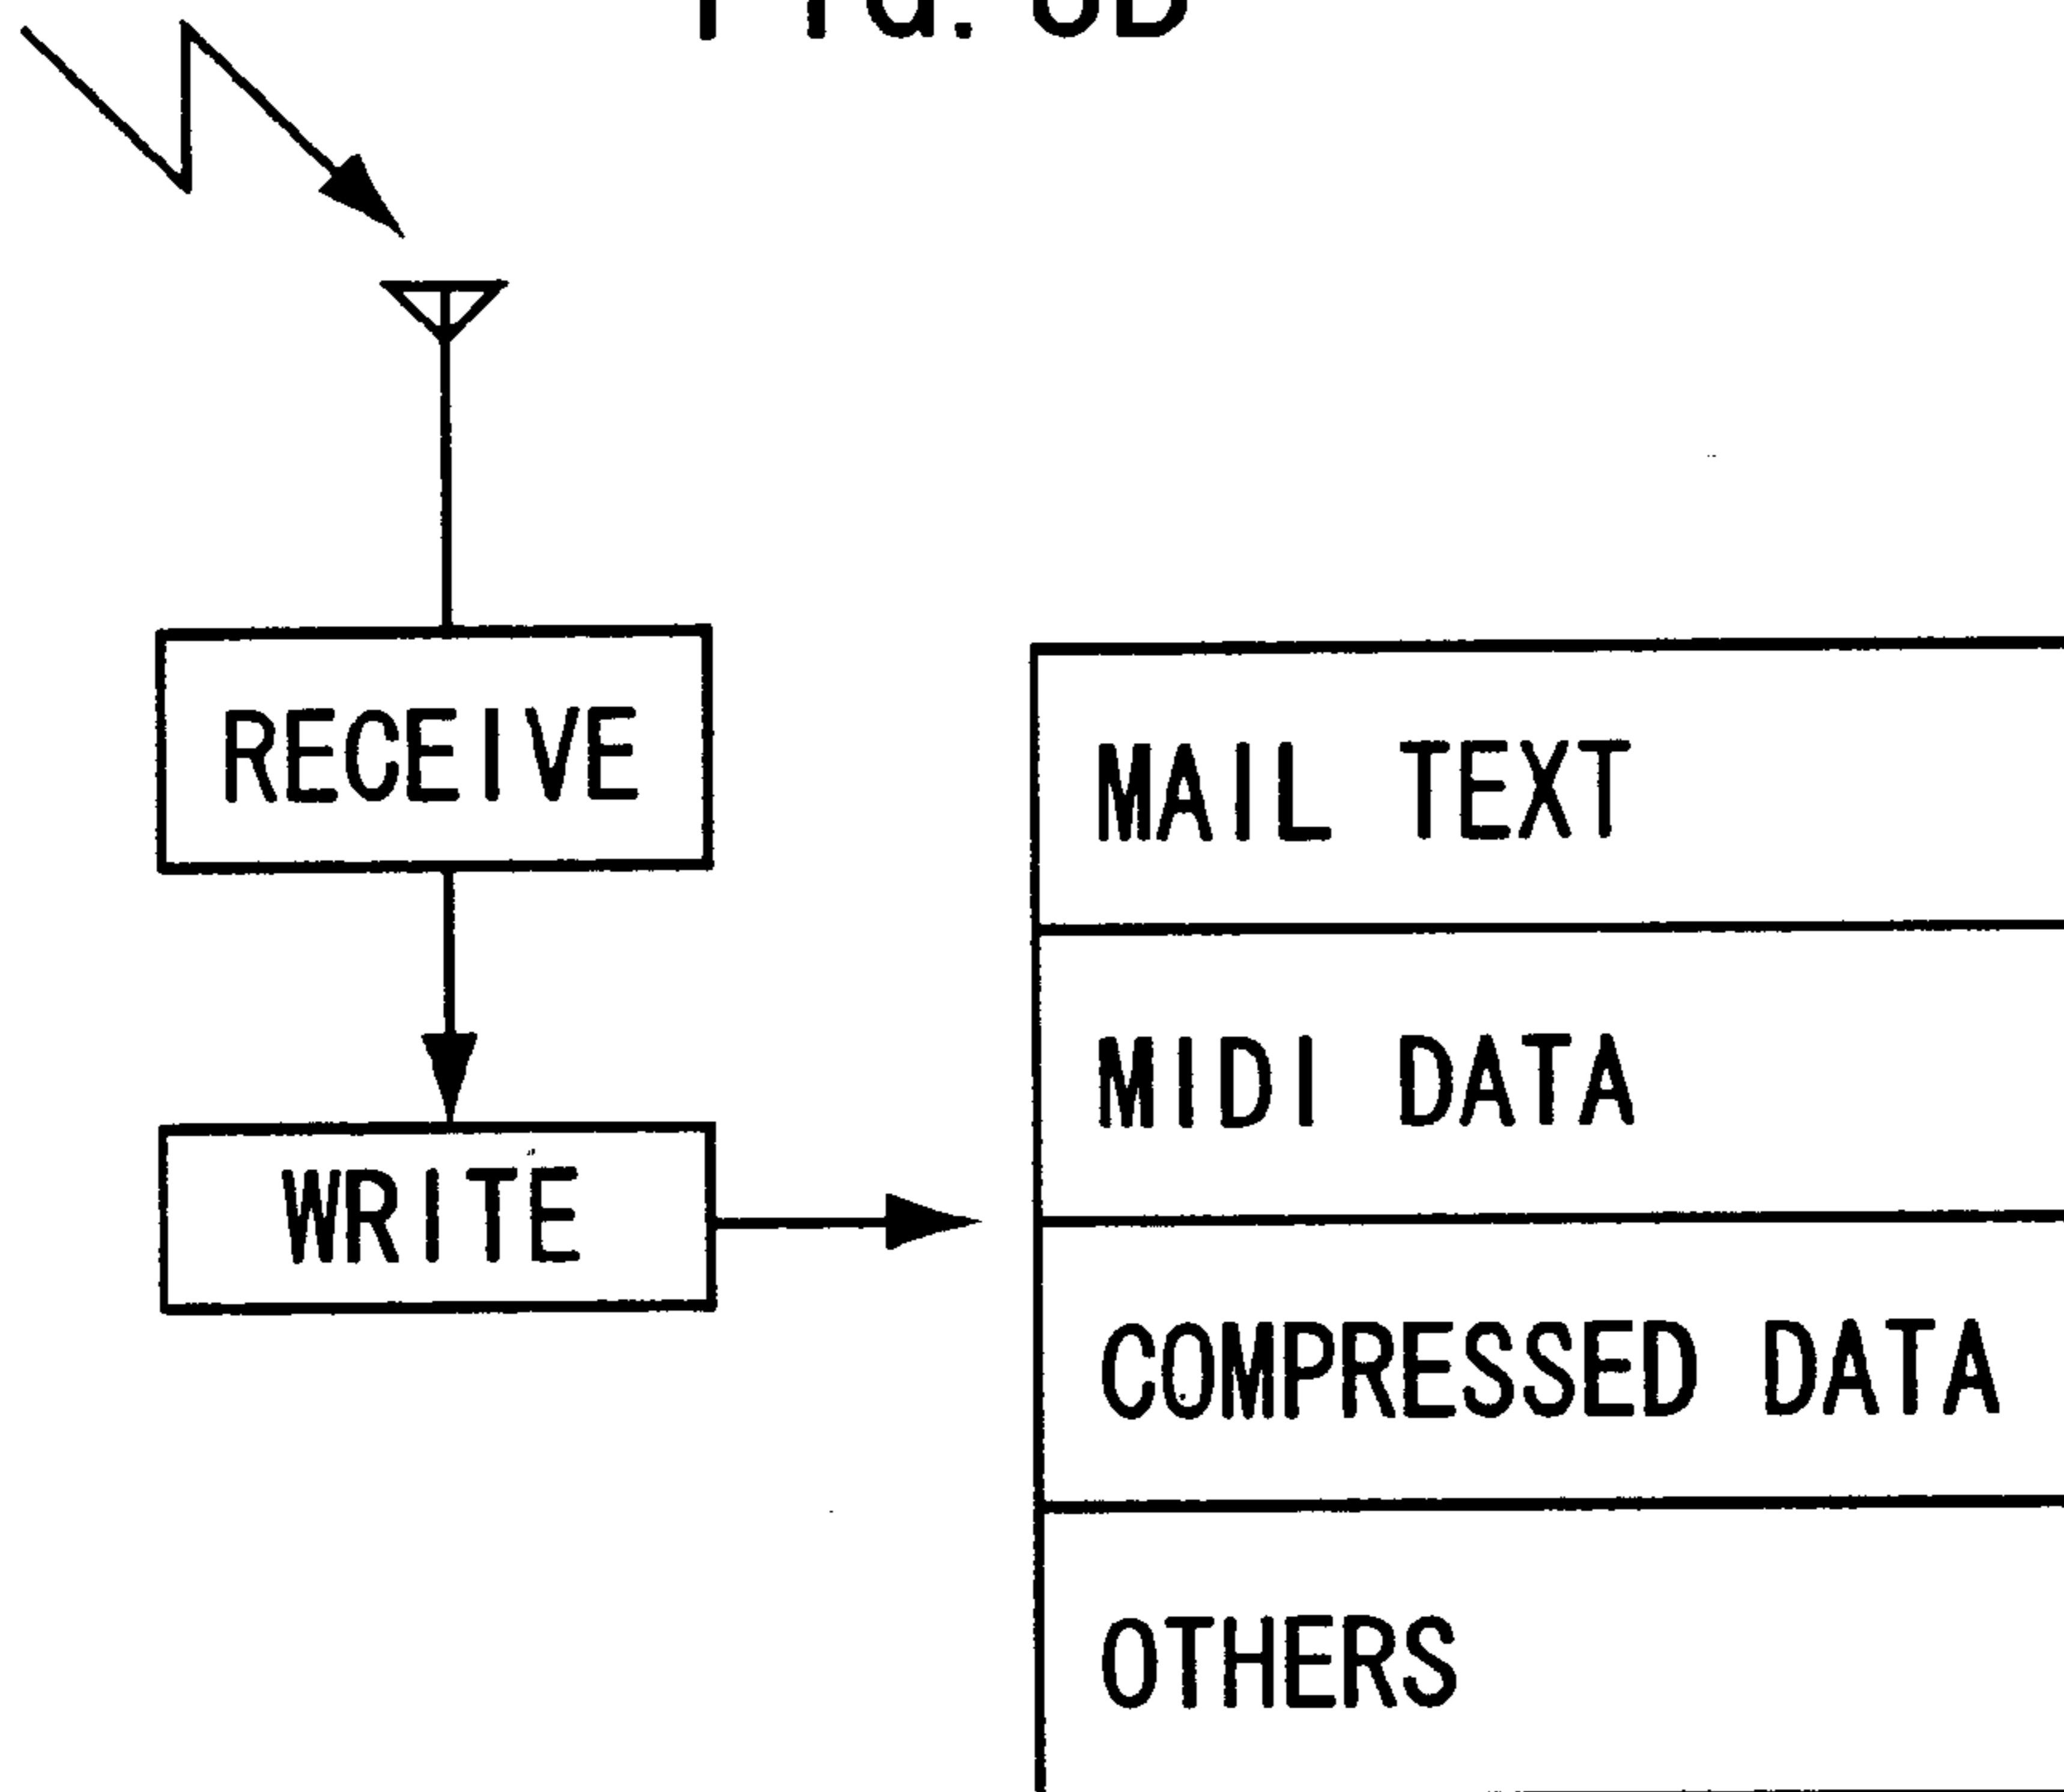 RECEIVE
WRITE
MAIL TEXT
MIDI DATA
COMPRESSED DATA
OTHERS